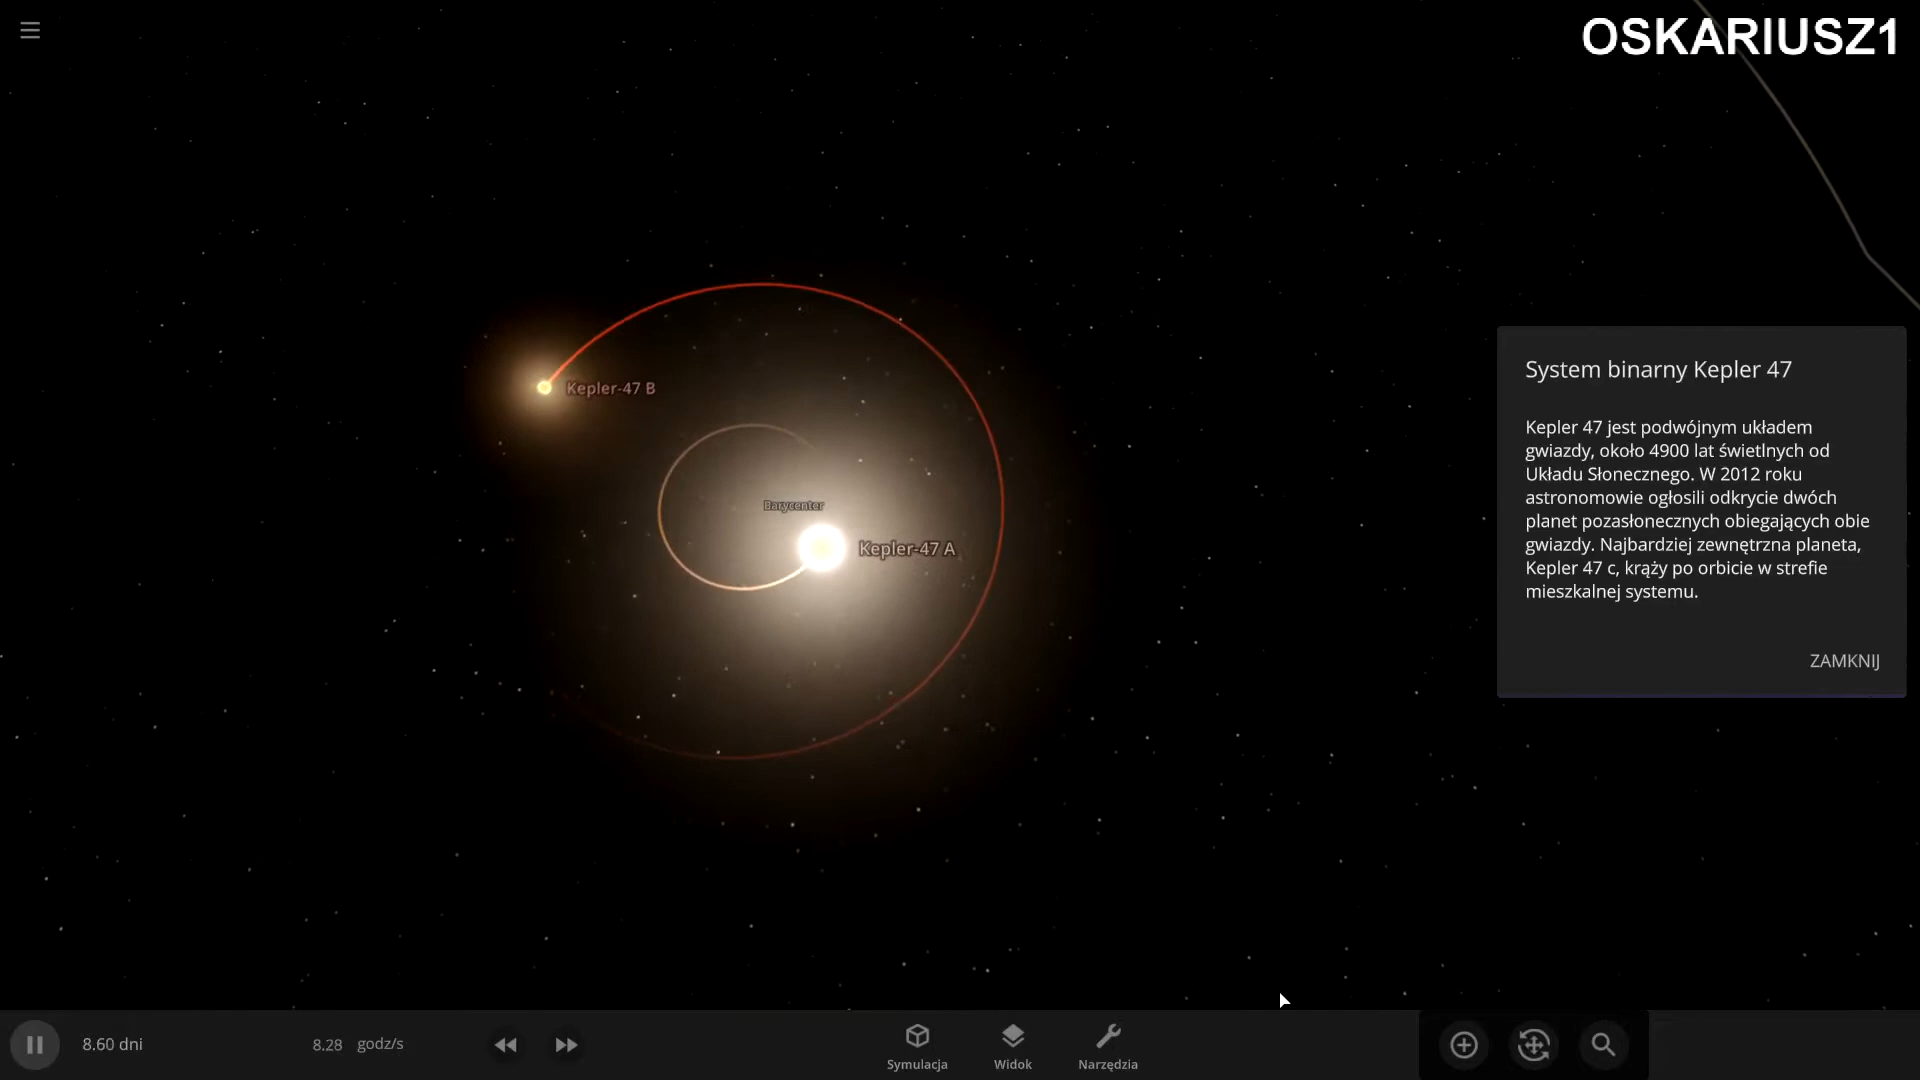 OSKARIUSZ1
Kepler-47 B
Barycenter
Kepler-47 A
System binarny Kepler 47
Kepler 47 jest podwójnym układem
gwiazdy, około 4900 lat świetlnych od
Układu Słonecznego. W 2012 roku
astronomowie ogłosili odkrycie dwóch
planet pozasłonecznych obiegających obie
gwiazdy. Najbardziej zewnętrzna planeta,
Kepler 47 c, krąży po orbicie w strefie
mieszkalnej systemu.
ZAMKNIJ
8.60 dni
8.28 godz/s
Symulacja
Widok
Narzędzia